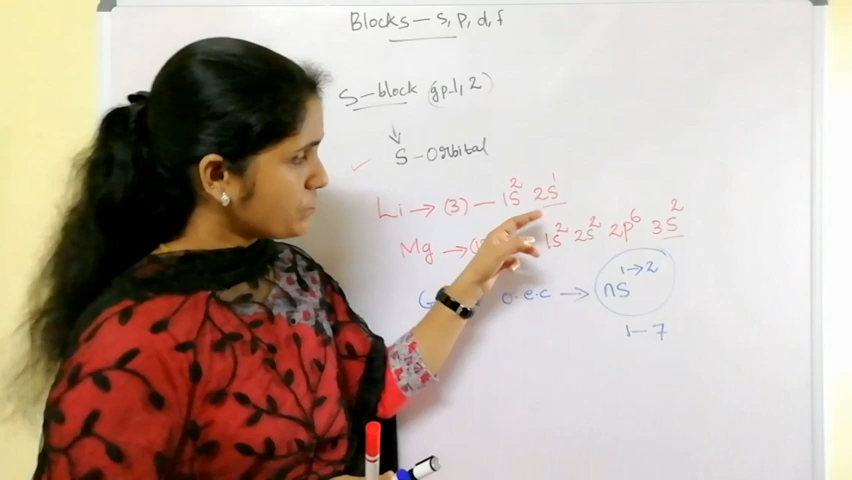 Blocks - s, p, d, f
S-block (gp-1, 2)
↓
S-Orbital
✓
Li → (3) - 1s² 2s¹
Mg → (1 1s² 2s² 2p⁶ 3s²
o.e.c → ns¹→²
1-7